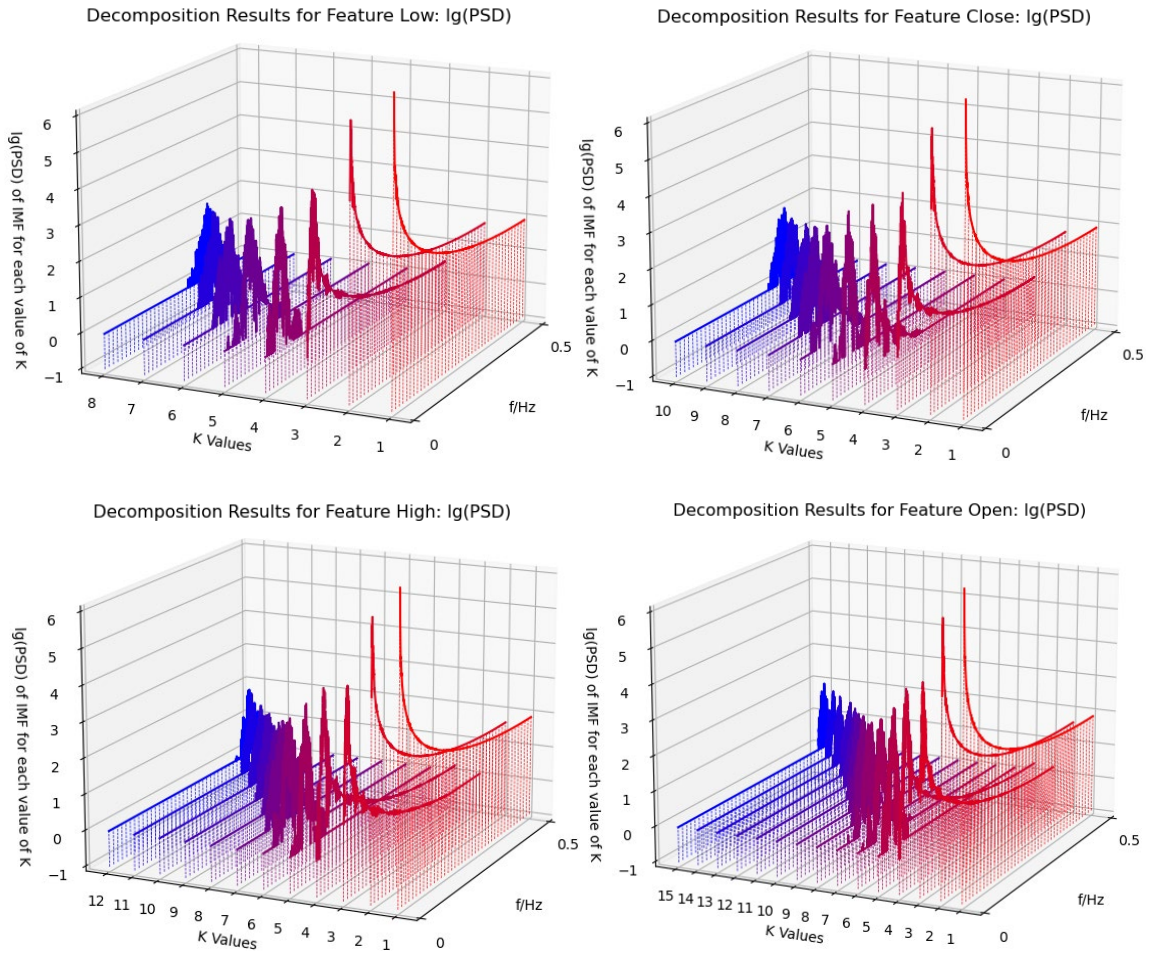 Decomposition Results for Feature Low: lg(PSD)
lg(PSD) of IMF for each value of K
6
5
4
3
2
1
0
−1
8 7 6 5 4 3 2 1
K Values
0
0.5
f/Hz
Decomposition Results for Feature Close: lg(PSD)
lg(PSD) of IMF for each value of K
6
5
4
3
2
1
0
−1
10 9 8 7 6 5 4 3 2 1
K Values
0
0.5
f/Hz
Decomposition Results for Feature High: lg(PSD)
lg(PSD) of IMF for each value of K
6
5
4
3
2
1
0
−1
12 11 10 9 8 7 6 5 4 3 2 1
K Values
0
0.5
f/Hz
Decomposition Results for Feature Open: lg(PSD)
lg(PSD) of IMF for each value of K
6
5
4
3
2
1
0
−1
15 14 13 12 11 10 9 8 7 6 5 4 3 2 1
K Values
0
0.5
f/Hz